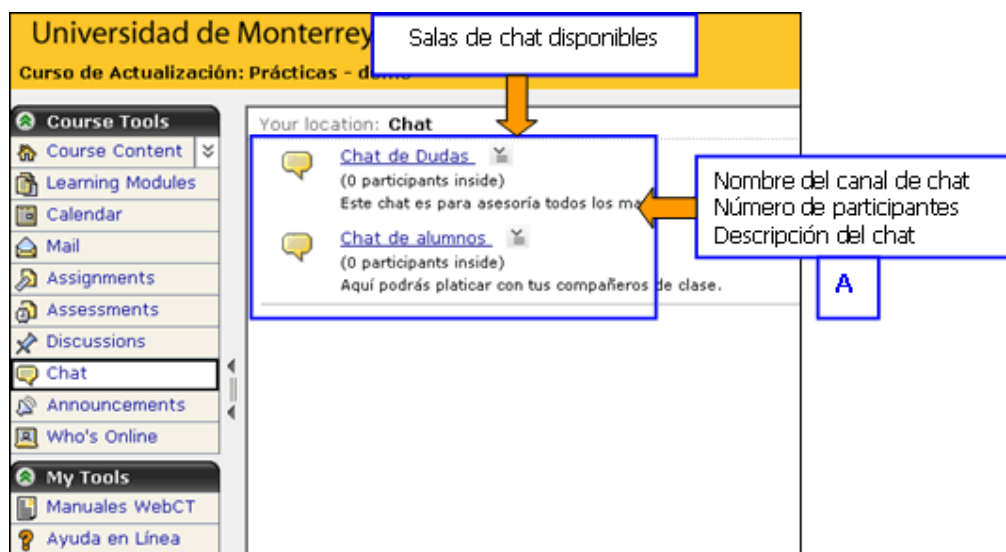 Universidad de Monterrey
Salas de chat disponibles
Curso de Actualización: Prácticas -
Course Tools
Course Content
Learning Modules
Calendar
Mail
Assignments
Assessments
Discussions
Chat
Announcements
Who's Online
My Tools
Manuales WebCT
Ayuda en Línea
Your location: Chat
Chat de Dudas
(0 participants inside)
Este chat es para asesoría todos los
Chat de alumnos
(0 participants inside)
Aquí podrás platicar con tus compañeros de clase.
Nombre del canal de chat
Número de participantes
Descripción del chat
A